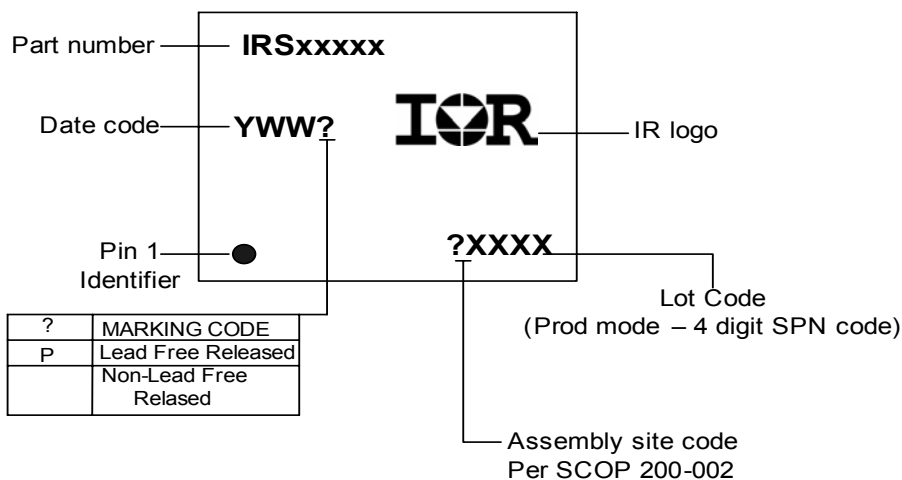 Part number
IRSxxxxx
Date code
YWW?
IOR
IR logo
Pin 1
Identifier
?XXXX
Lot Code
(Prod mode – 4 digit SPN code)
? MARKING CODE
P Lead Free Released
Non-Lead Free
Relased
Assembly site code
Per SCOP 200-002